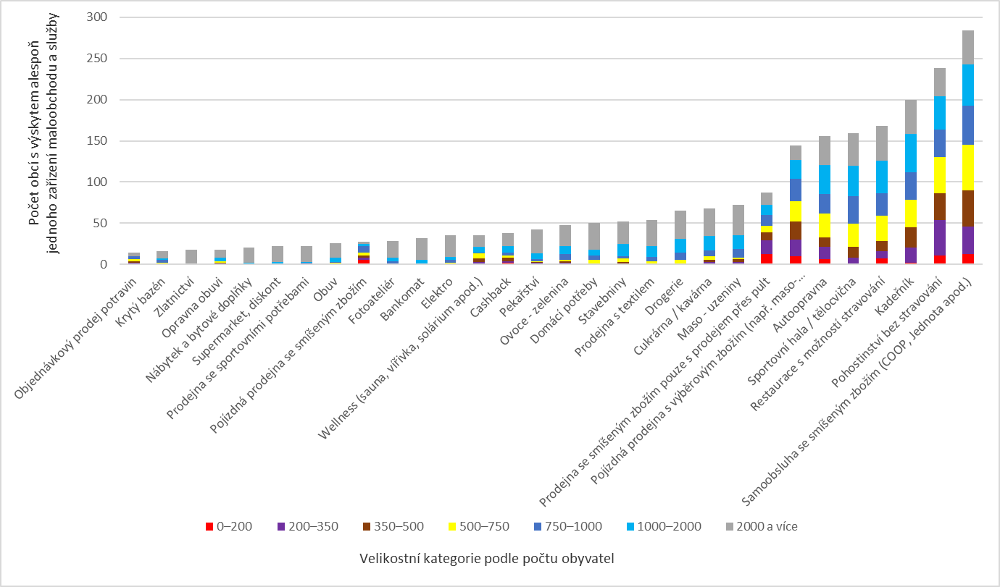 Počet obcí s výskytem alespoň
jednoho zařízení maloobchodu a služby
300
250
200
150
100
50
0
Objednávkový prodej potravin
Krytý bazén
Zlatnictví
Opravna obuvi
Nábytek a bytové doplňky
Supermarket, diskont
Prodejna se sportovními potřebami
Obuv
Pojízdná prodejna se smíšeným zbožím
Fotoateliér
Bankomat
Elektro
Wellness (sauna, vířivka, solárium apod.)
Cashback
Pekařství
Ovoce - zelenina
Domácí potřeby
Stavebniny
Prodejna s textilem
Drogerie
Cukrárna / kavárna
Maso - uzeniny
Prodejna se smíšeným zbožím pouze s prodejem přes pult
Pojízdná prodejna s výběrovým zbožím (např. maso-…
Autoopravna
Sportovní hala / tělocvična
Restaurace s možností stravování
Kadeřník
Pohostinství bez stravování
Samoobsluha se smíšeným zbožím (COOP, Jednota apod.)
0–200
200–350
350–500
500–750
750–1000
1000–2000
2000 a více
Velikostní kategorie podle počtu obyvatel